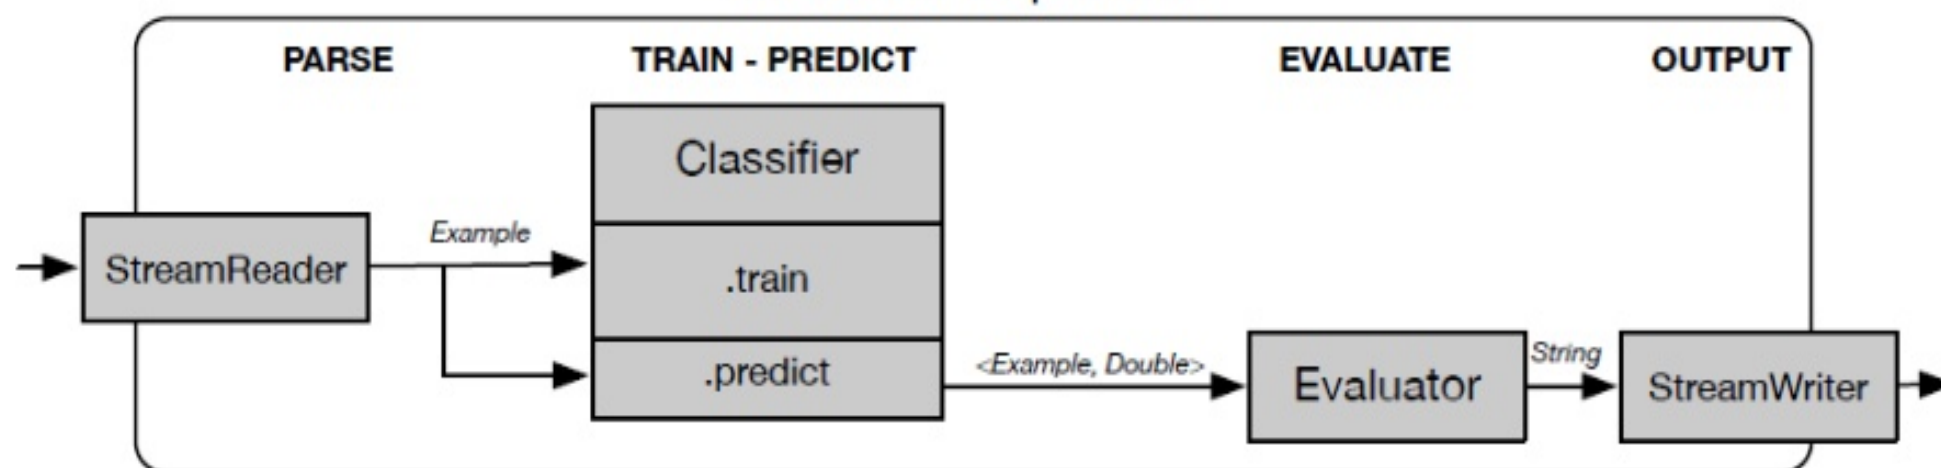 PARSE TRAIN - PREDICT EVALUATE OUTPUT
Classifier
Example
StreamReader
.train
.predict
<Example, Double>
Evaluator
String
StreamWriter